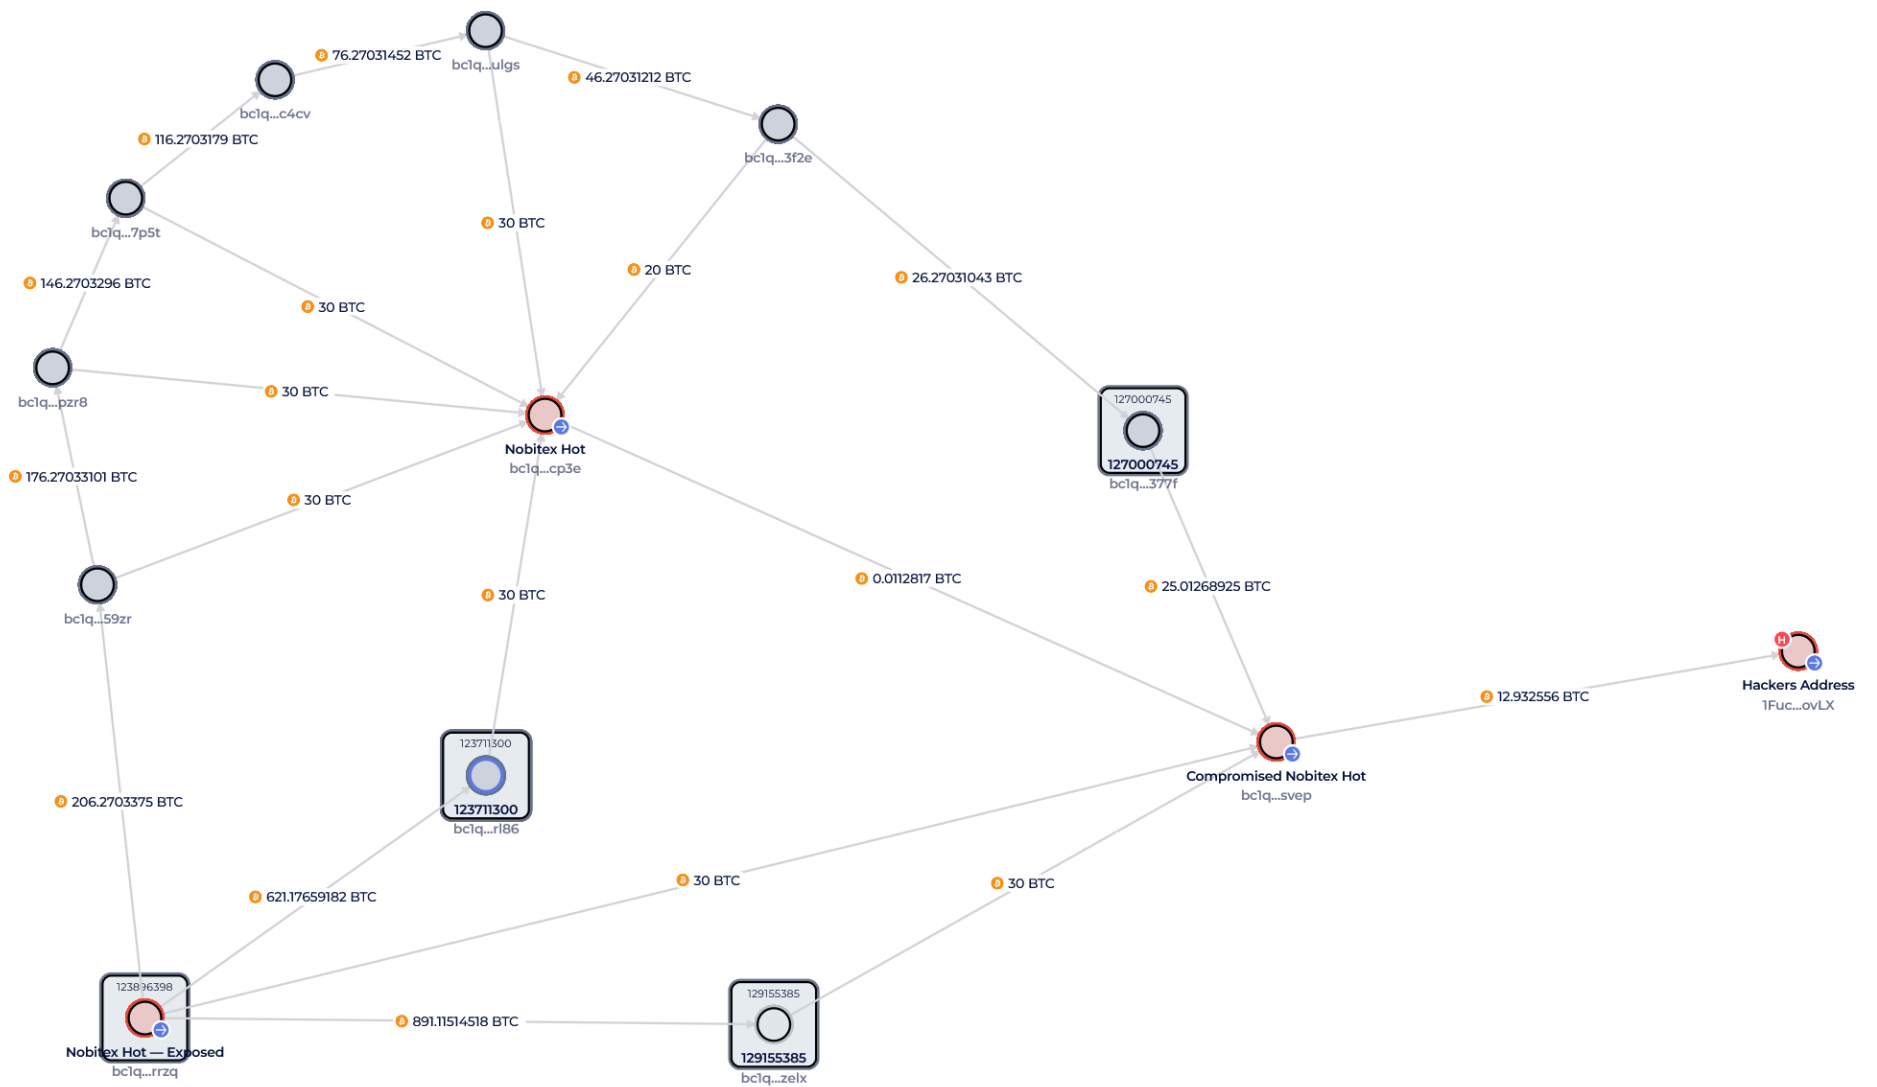 76.27031452 BTC
bc1q...ulgs
46.27031212 BTC
bc1q...c4cv
116.2703179 BTC
bc1q...3f2e
bc1q...7p5t
30 BTC
20 BTC
26.27031043 BTC
146.2703296 BTC
30 BTC
30 BTC
bc1q...pzr8
127000745
127000745
bc1q...377f
Nobitex Hot
bc1q...cp3e
176.27033101 BTC
30 BTC
0.0112817 BTC
25.01268925 BTC
30 BTC
bc1q...59zr
H
Hackers Address
1Fuc...ovLX
12.932556 BTC
123711300
123711300
bc1q...rl86
Compromised Nobitex Hot
bc1q...svep
206.2703375 BTC
621.17659182 BTC
30 BTC
30 BTC
123896398
Nobitex Hot — Exposed
bc1q...rrzq
891.11514518 BTC
129155385
129155385
bc1q...zelx